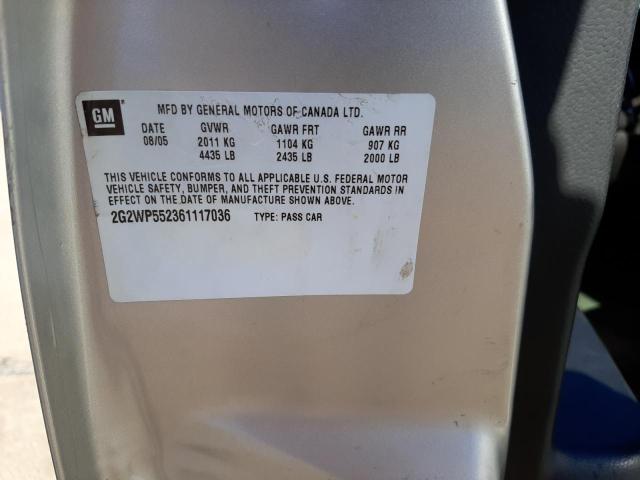 GM
MFD BY GENERAL MOTORS OF CANADA LTD.
DATE GVWR GAWR FRT GAWR RR
08/05 2011 KG 1104 KG 907 KG
4435 LB 2435 LB 2000 LB
THIS VEHICLE CONFORMS TO ALL APPLICABLE U.S. FEDERAL MOTOR
VEHICLE SAFETY, BUMPER, AND THEFT PREVENTION STANDARDS IN
EFFECT ON THE DATE OF MANUFACTURE SHOWN ABOVE.
2G2WP552361117036 TYPE: PASS CAR